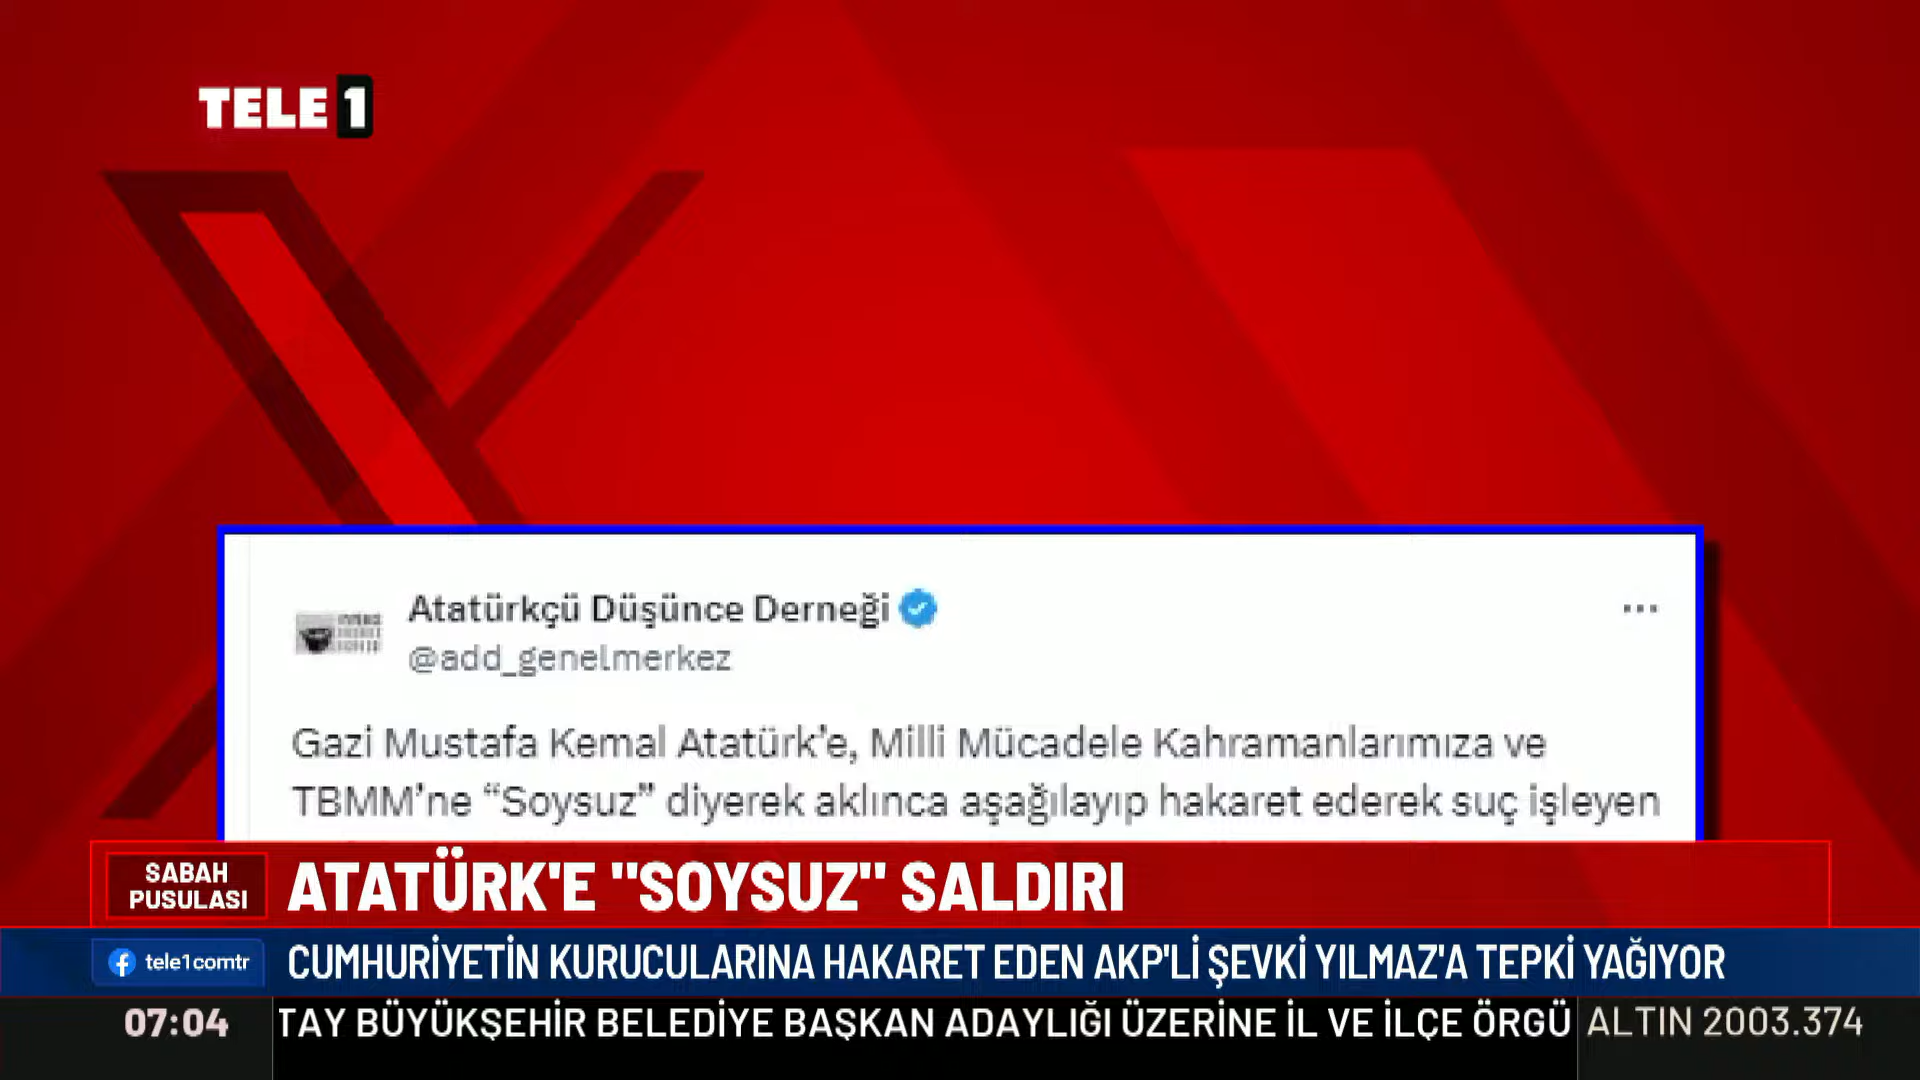 TELE1
Atatürkçü Düşünce Derneği
@add_genelmerkez
Gazi Mustafa Kemal Atatürk'e, Milli Mücadele Kahramanlarımıza ve
TBMM'ne “Soysuz” diyerek aklınca aşağılayıp hakaret ederek suç işleyen
SABAH
PUSULASI
ATATÜRK'E "SOYSUZ" SALDIRI
tele1comtr
CUMHURİYETİN KURUCULARINA HAKARET EDEN AKP'Lİ ŞEVKİ YILMAZ'A TEPKİ YAĞIYOR
07:04
TAY BÜYÜKŞEHİR BELEDİYE BAŞKAN ADAYLIĞI ÜZERİNE İL VE İLÇE ÖRGÜ
ALTIN 2003.374